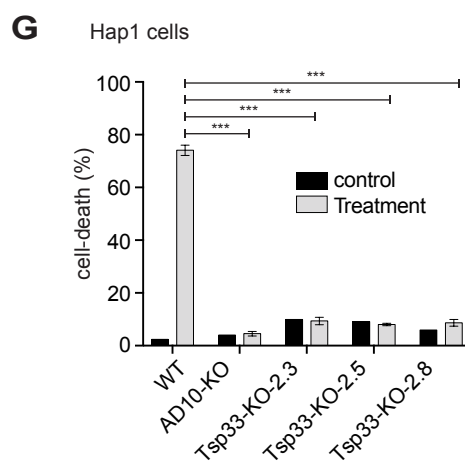 G Hap1 cells
100
***
***
80
***
***
60
control
Treatment
40
20
0
cell-death (%)
WT
AD10-KO
Tsp33-KO-2.3
Tsp33-KO-2.5
Tsp33-KO-2.8